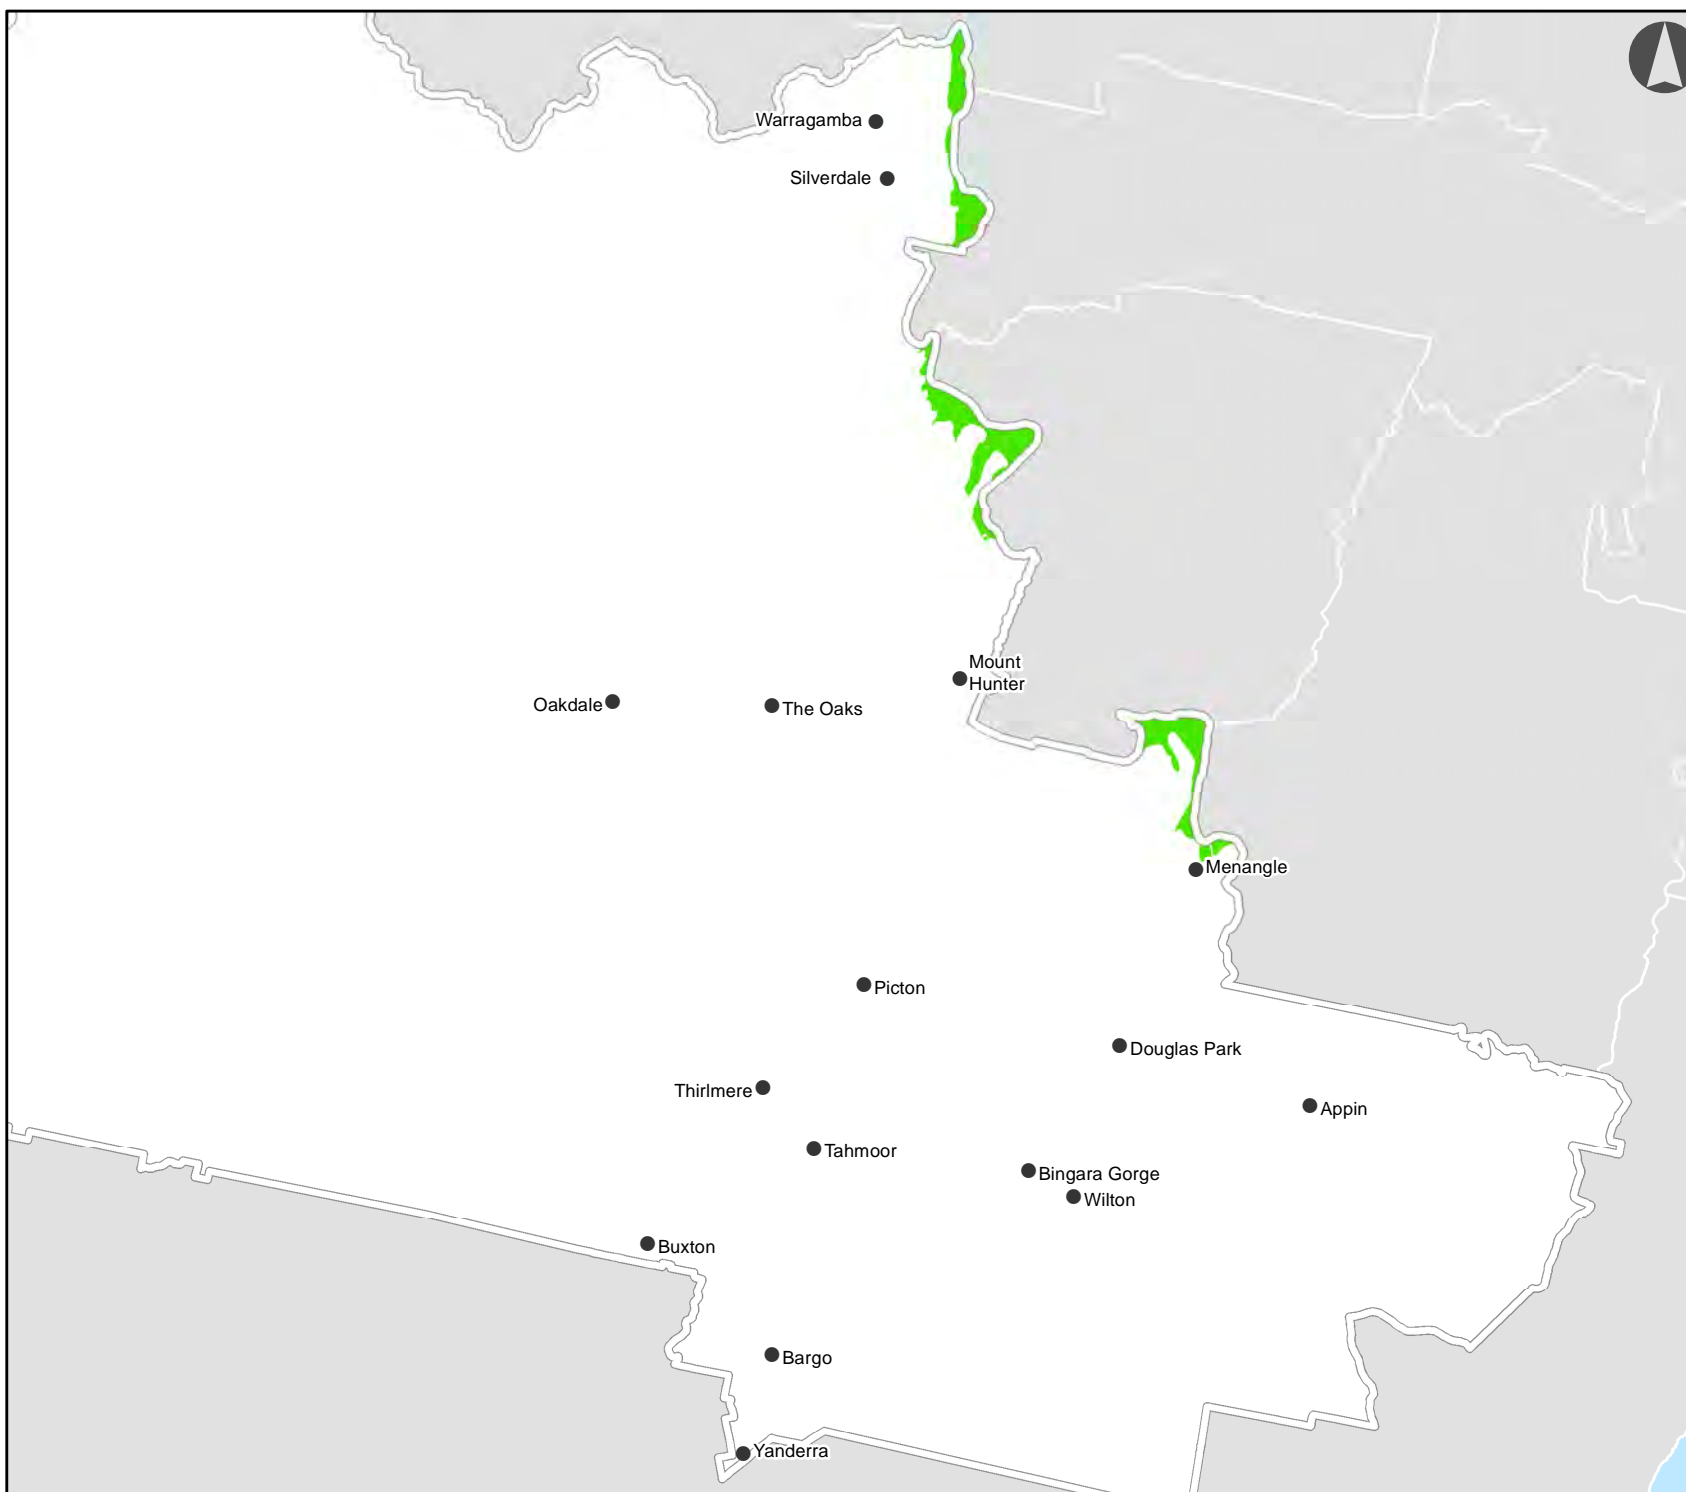 Warragamba
Silverdale
Mount
Hunter
Oakdale
The Oaks
Menangle
Picton
Douglas Park
Thirlmere
Appin
Tahmoor
Bingara Gorge
Wilton
Buxton
Bargo
Yanderra